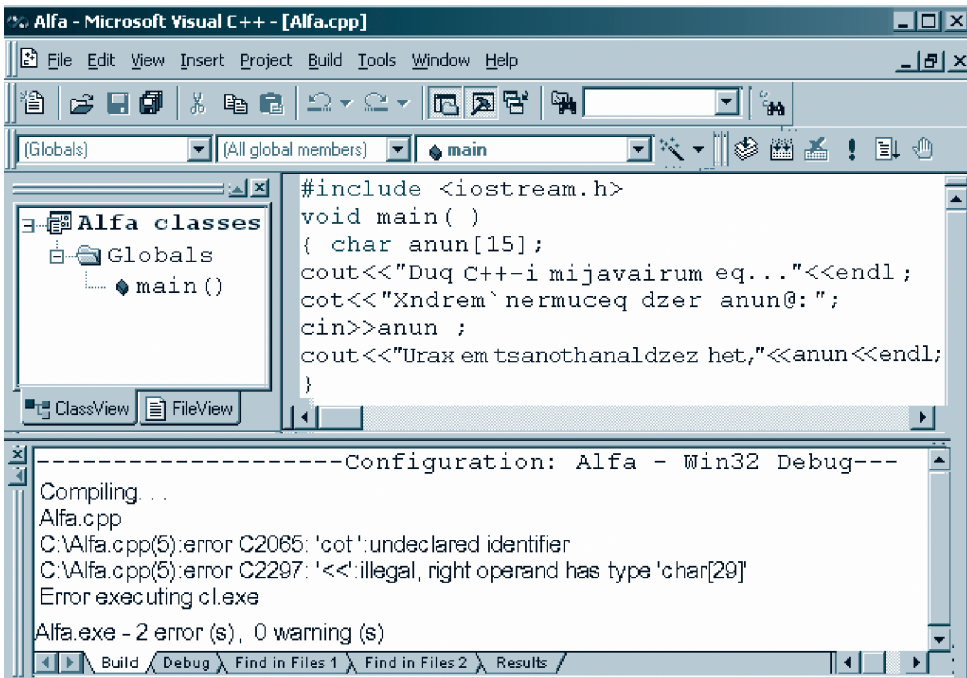 Alfa - Microsoft Visual C++ - [Alfa.cpp]
File Edit View Insert Project Build Tools Window Help
(Globals) (All global members) main
Alfa classes
Globals
main()
ClassView FileView
#include <iostream.h>
void main( )
{ char anun[15];
cout<<"Duq C++-i mijavairum eq..."<<endl;
cot<<"Xndrem`nermuceq dzer anun@:";
cin>>anun ;
cout<<"Urax em tsanothanaldzez het,"<<anun<<endl;
}
--------------------Configuration: Alfa - Win32 Debug---
Compiling. . .
Alfa.cpp
C:\Alfa.cpp(5):error C2065: 'cot ':undeclared identifier
C:\Alfa.cpp(5):error C2297: '<<':illegal, right operand has type 'char[29]'
Error executing cl.exe
Alfa.exe - 2 error (s), 0 warning (s)
Build Debug Find in Files 1 Find in Files 2 Results